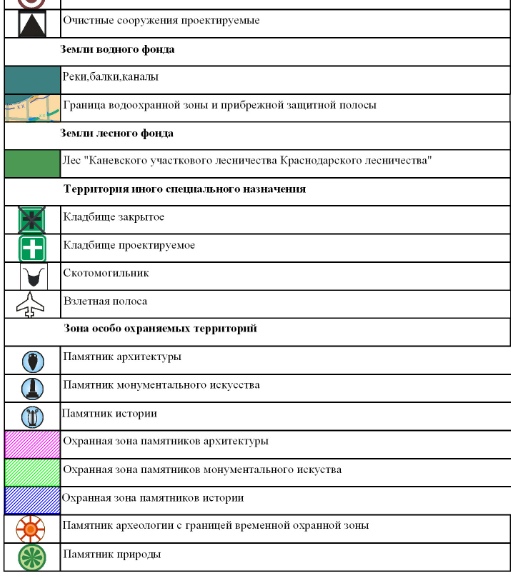 Очистные сооружения проектируемые
Земли водного фонда
Реки,балки,каналы
Граница водоохранной зоны и прибрежной защитной полосы
Земли лесного фонда
Лес "Каневского участкового лесничества Краснодарского лесничества"
Территория иного специального назначения
Кладбище закрытое
Кладбище проектируемое
Скотомогильник
Взлетная полоса
Зона особо охраняемых территорий
Памятник архитектуры
Памятник монументального искусства
Памятник истории
Охранная зона памятников архитектуры
Охранная зона памятников монументального искуства
Охранная зона памятников истории
Памятник археологии с границей временной охранной зоны
Памятник природы